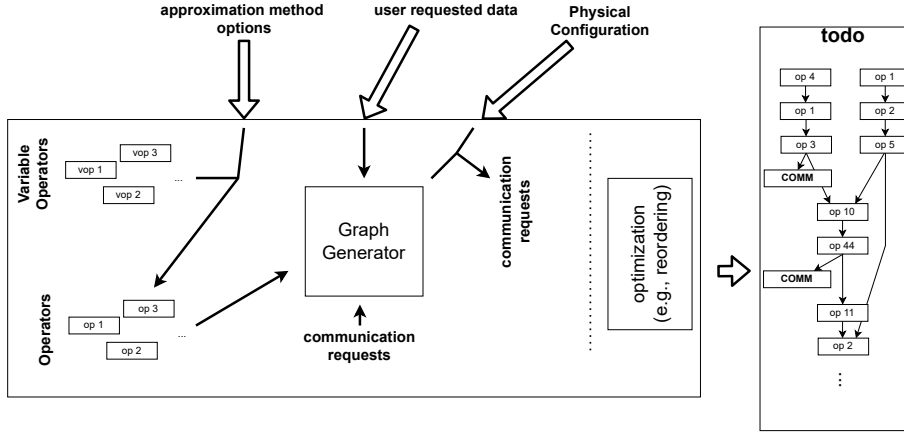 approximation method
options
user requested data
Physical
Configuration
Variable
Operators
vop 3
vop 1
vop 2
...
Graph
Generator
communication
requests
optimization
(e.g., reordering)
Operators
op 3
op 1
op 2
...
communication
requests
todo
op 4
op 1
op 1
op 2
op 3
op 5
COMM
op 10
op 44
COMM
op 11
op 2
...